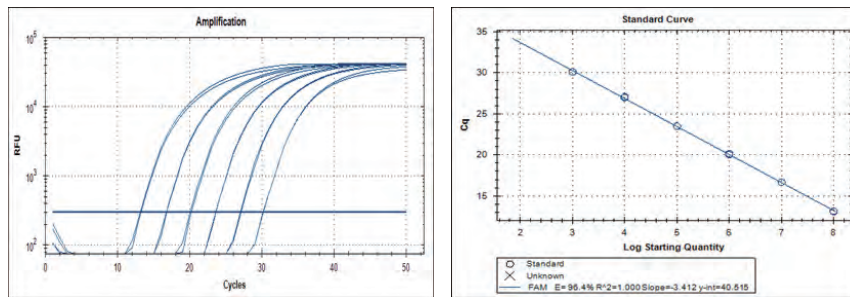 Amplification
10^5
10^4
10^3
10^2
RFU
0
10
20
30
40
50
Cycles
Standard Curve
35
30
25
20
15
Cq
2
3
4
5
6
7
8
Log Starting Quantity
Standard
Unknown
FAM E= 96.4% R^2=1.000 Slope=-3.412 y-int=40.515